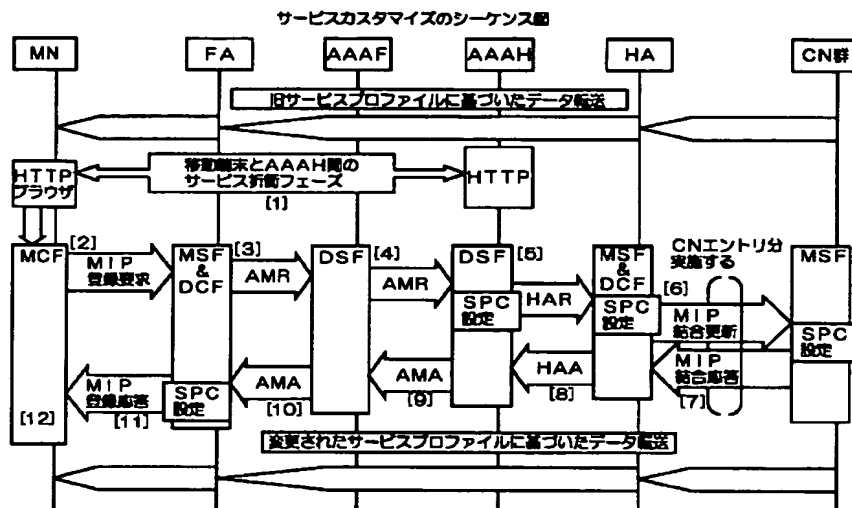 サービスカスタマイズのシーケンス図
MN
FA
AAAF
AAAH
HA
CN群
旧サービスプロファイルに基づいたデータ転送
HTTP
ブラウザ
移動端末とAAAH間の
サービス折衝フェーズ
[1]
HTTP
MCF
[2]
MIP
登録要求
MSF
&
DCF
[3]
AMR
DSF
[4]
AMR
DSF
[5]
HAR
MSF
&
DCF
CNエントリ分
実施する
[6]
MSF
SPC
設定
SPC
設定
MIP
結合更新
SPC
設定
MIP
登録応答
[11]
[12]
SPC
設定
AMA
[10]
AMA
[9]
HAA
[8]
MIP
結合応答
[7]
変更されたサービスプロファイルに基づいたデータ転送